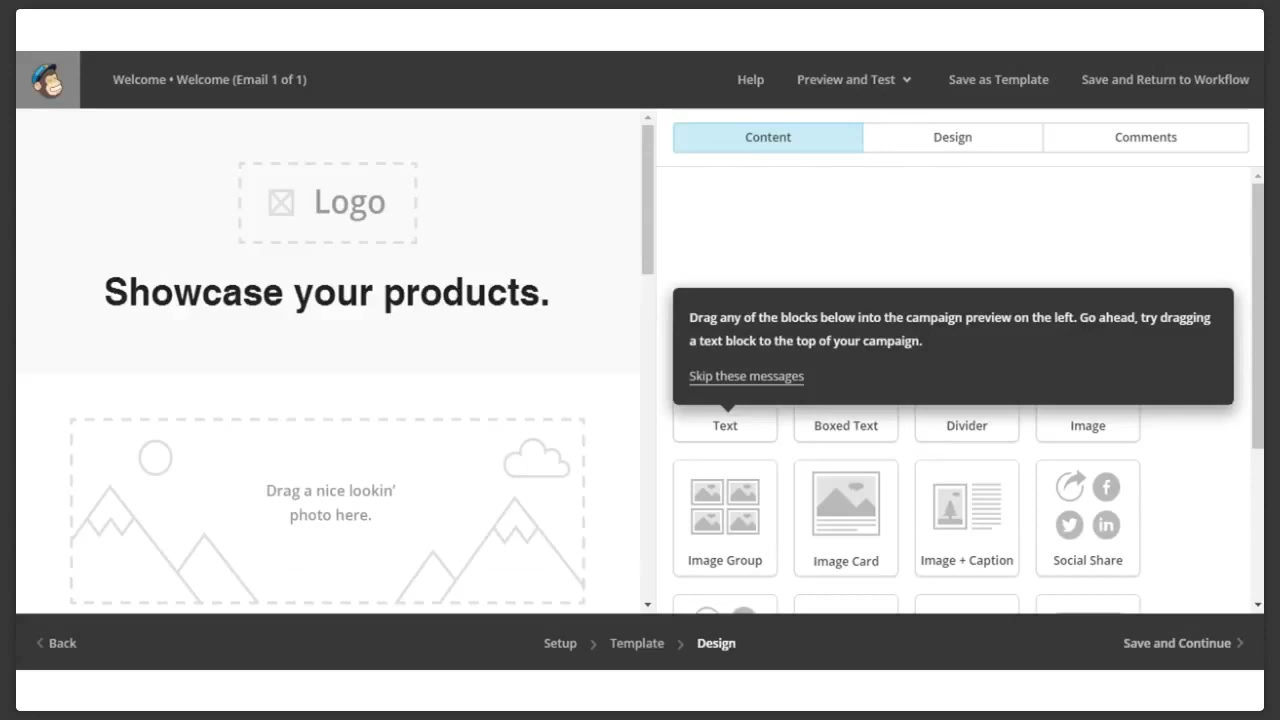 Welcome • Welcome (Email 1 of 1)
Help
Preview and Test
Save as Template
Save and Return to Workflow
Content
Design
Comments
Logo
Showcase your products.
Drag any of the blocks below into the campaign preview on the left. Go ahead, try dragging
a text block to the top of your campaign.
Skip these messages
Text
Boxed Text
Divider
Image
Drag a nice lookin’
photo here.
Image Group
Image Card
Image + Caption
Social Share
Back
Setup
Template
Design
Save and Continue